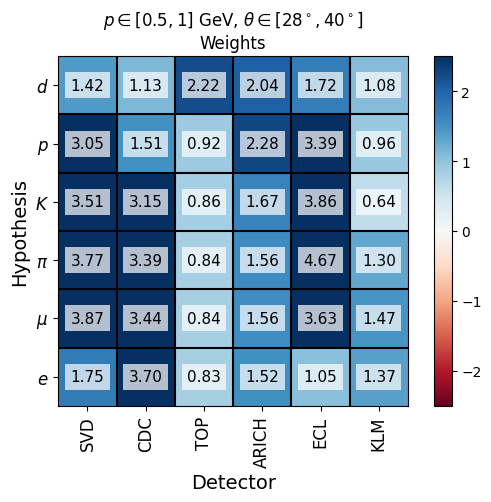 p ∈ [0.5, 1] GeV, θ ∈ [28°, 40°]
Weights
Hypothesis
d 1.42 1.13 2.22 2.04 1.72 1.08
p 3.05 1.51 0.92 2.28 3.39 0.96
K 3.51 3.15 0.86 1.67 3.86 0.64
π 3.77 3.39 0.84 1.56 4.67 1.30
μ 3.87 3.44 0.84 1.56 3.63 1.47
e 1.75 3.70 0.83 1.52 1.05 1.37
SVD CDC TOP ARICH ECL KLM
Detector
2
1
0
−1
−2